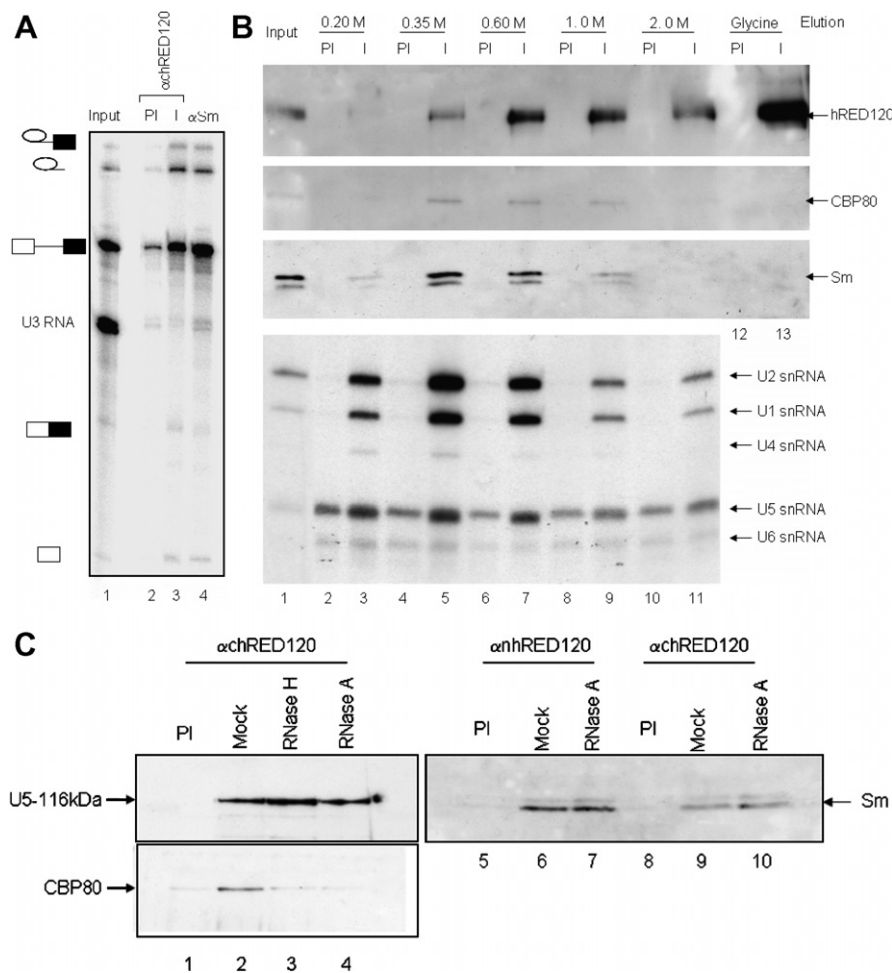 A
αchRED120
Input PI I αSm
U3 RNA
1 2 3 4
B
Input 0.20 M 0.35 M 0.60 M 1.0 M 2.0 M Glycine Elution
PI I PI I PI I PI I PI I PI I
hRED120
CBP80
Sm
12 13
U2 snRNA
U1 snRNA
U4 snRNA
U5 snRNA
U6 snRNA
1 2 3 4 5 6 7 8 9 10 11
C
αchRED120 αnhRED120 αchRED120
PI Mock RNase H RNase A PI Mock RNase A PI Mock RNase A
U5-116kDa
Sm
CBP80
5 6 7 8 9 10
1 2 3 4